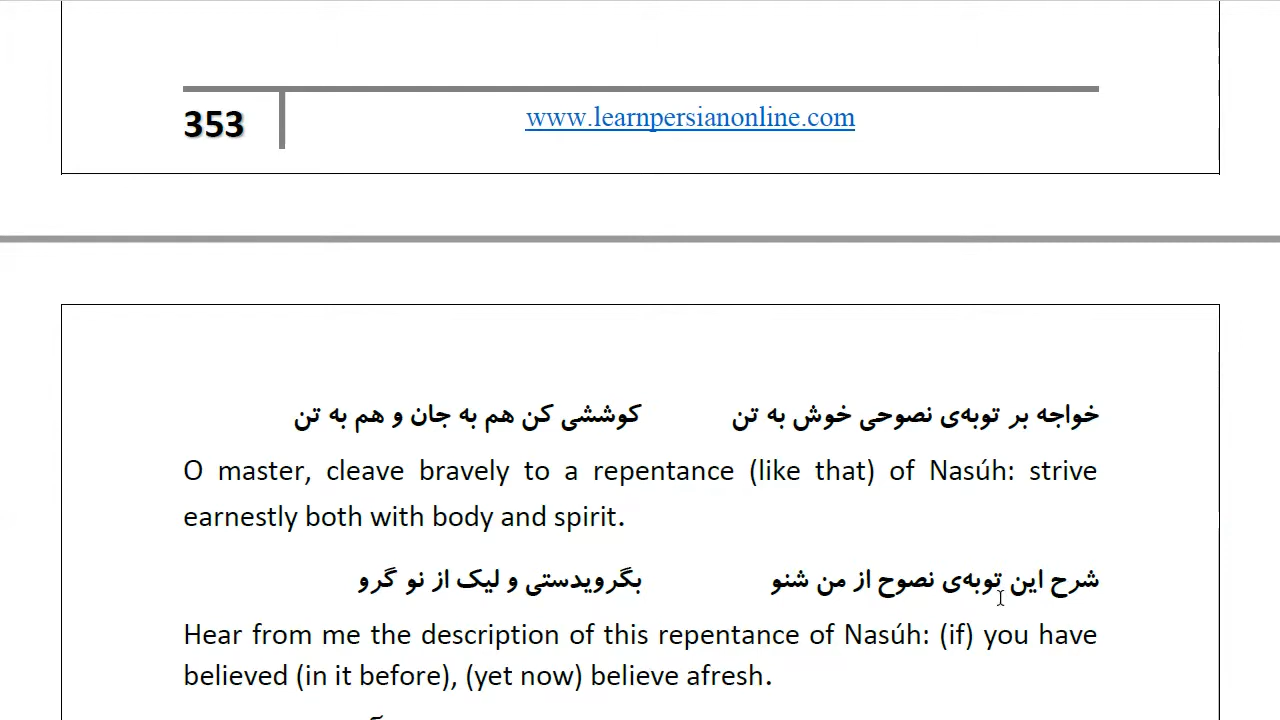 353
www.learnpersianonline.com
خواجه بر توبه‌ی نصوحی خوش به تن کوششی کن هم به جان و هم به تن
O master, cleave bravely to a repentance (like that) of Nasúh: strive
earnestly both with body and spirit.
شرح این توبه‌ی نصوح از من شنو بگرویدستی و لیک از نو گرو
Hear from me the description of this repentance of Nasúh: (if) you have
believed (in it before), (yet now) believe afresh.